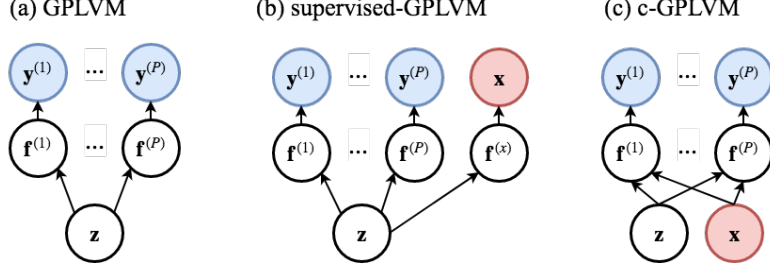 (a) GPLVM (b) supervised-GPLVM (c) c-GPLVM
y⁽¹⁾ ... y⁽ᴾ⁾ y⁽¹⁾ ... y⁽ᴾ⁾ x y⁽¹⁾ ... y⁽ᴾ⁾
f⁽¹⁾ ... f⁽ᴾ⁾ f⁽¹⁾ ... f⁽ᴾ⁾ f⁽ˣ⁾ f⁽¹⁾ ... f⁽ᴾ⁾
z z z x